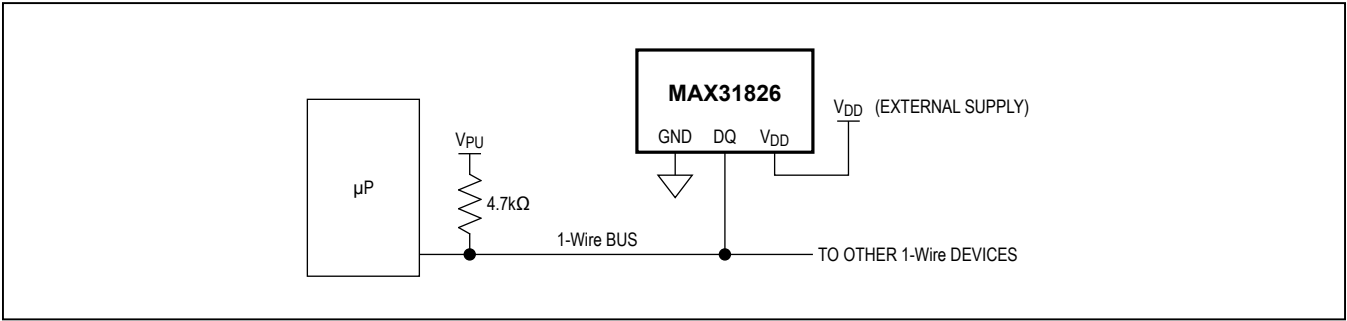 MAX31826
VDD (EXTERNAL SUPPLY)
GND DQ VDD
VPU
µP
4.7kΩ
1-Wire BUS
TO OTHER 1-Wire DEVICES